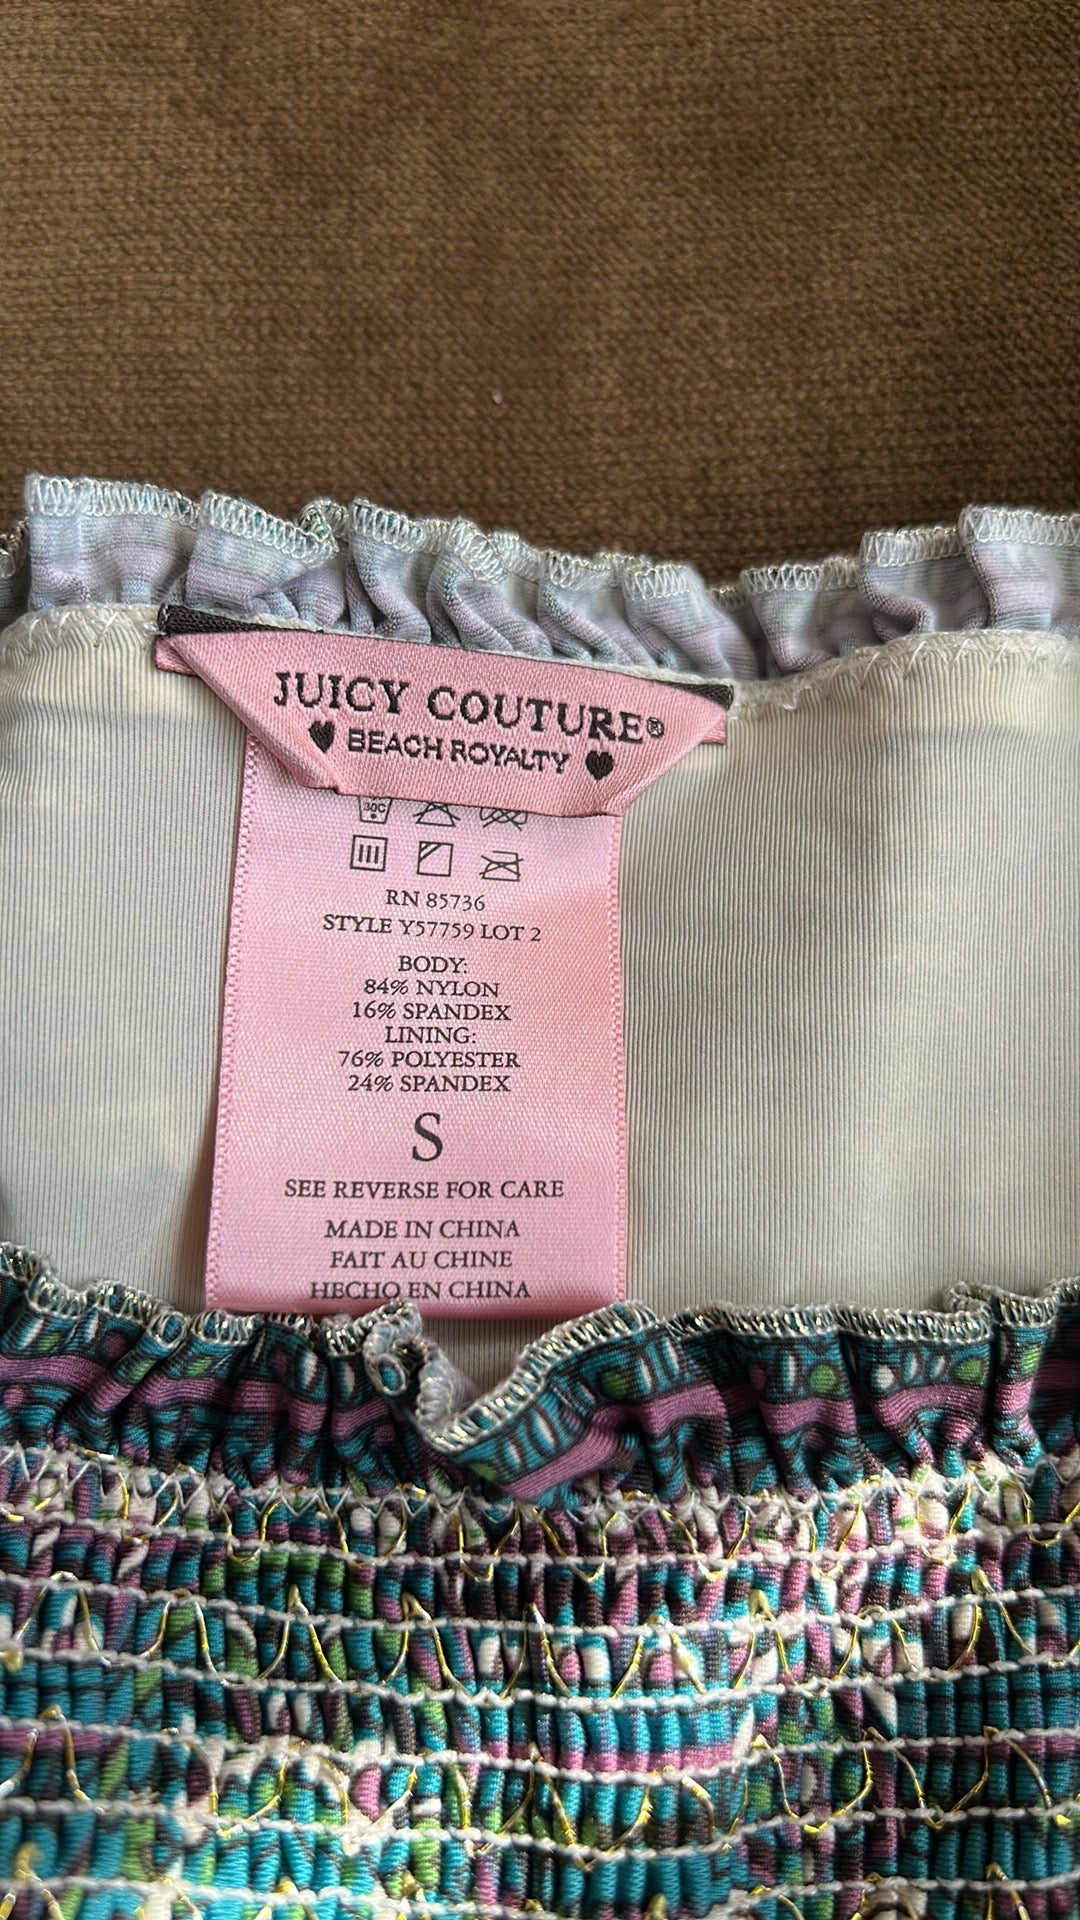 JUICY COUTURE®
BEACH ROYALTY
30C
RN 85736
STYLE Y57759 LOT 2
BODY:
84% NYLON
16% SPANDEX
LINING:
76% POLYESTER
24% SPANDEX
S
SEE REVERSE FOR CARE
MADE IN CHINA
FAIT AU CHINE
HECHO EN CHINA